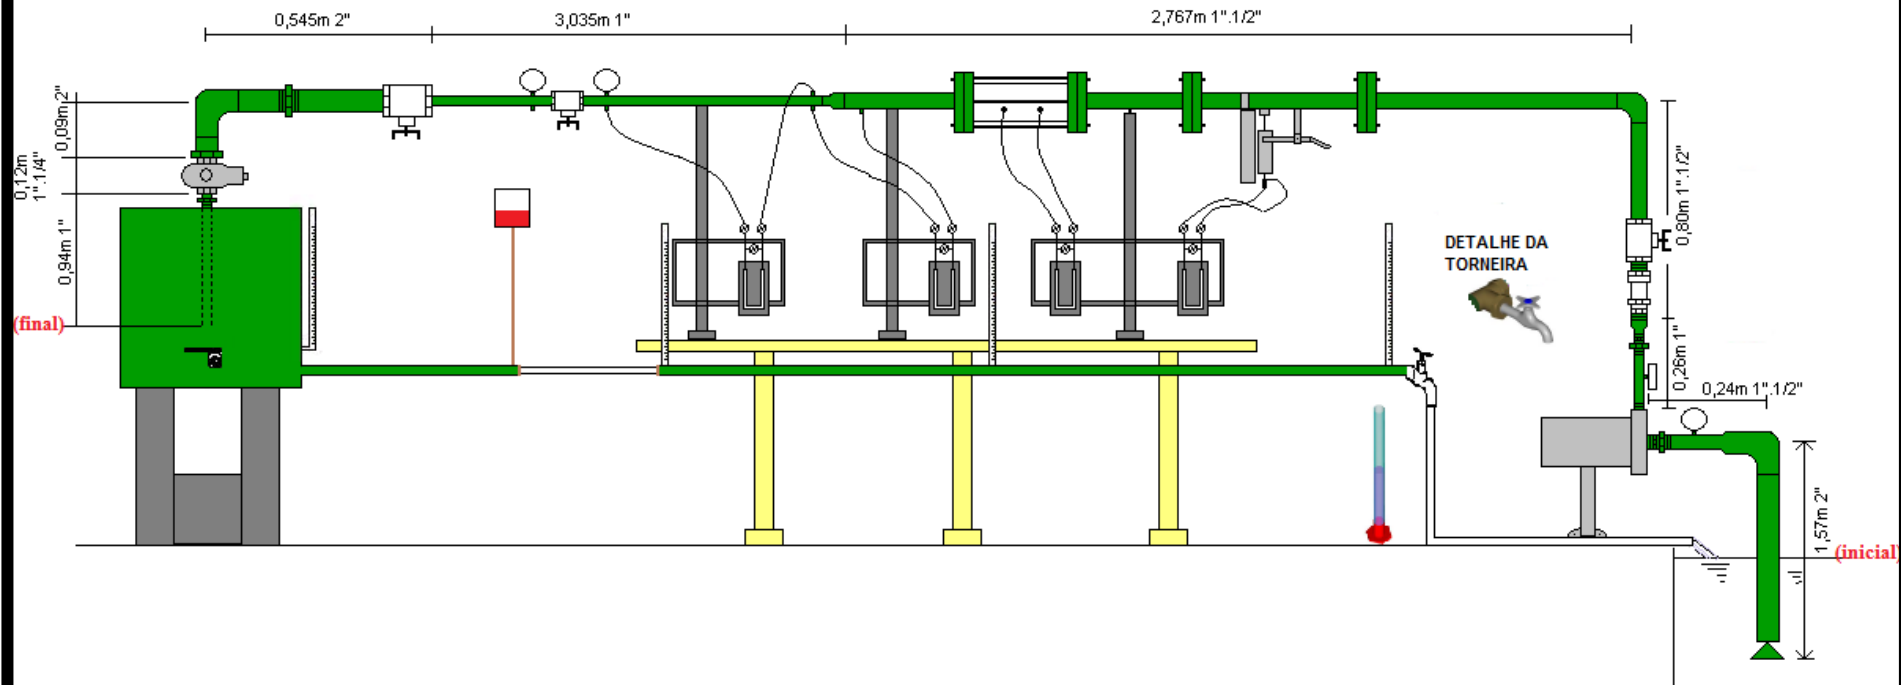 0,545m 2"
3,035m 1"
2,767m 1".1/2"
0,09m 2"
0,12m
1".1/4"
0,94m 1"
(final)
DETALHE DA
TORNEIRA
0,80m 1".1/2"
0,26m 1"
0,24m 1".1/2"
1,57m 2"
(inicial)